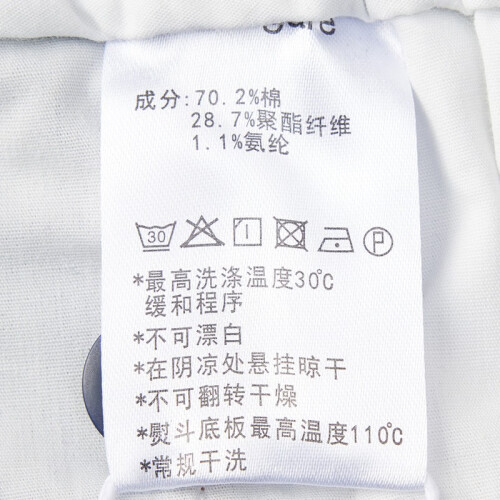 Care
成分:70.2%棉
28.7%聚酯纤维
1.1%氨纶
30
P
*最高洗涤温度30℃
缓和程序
*不可漂白
*在阴凉处悬挂晾干
*不可翻转干燥
*熨斗底板最高温度110℃
*常规干洗